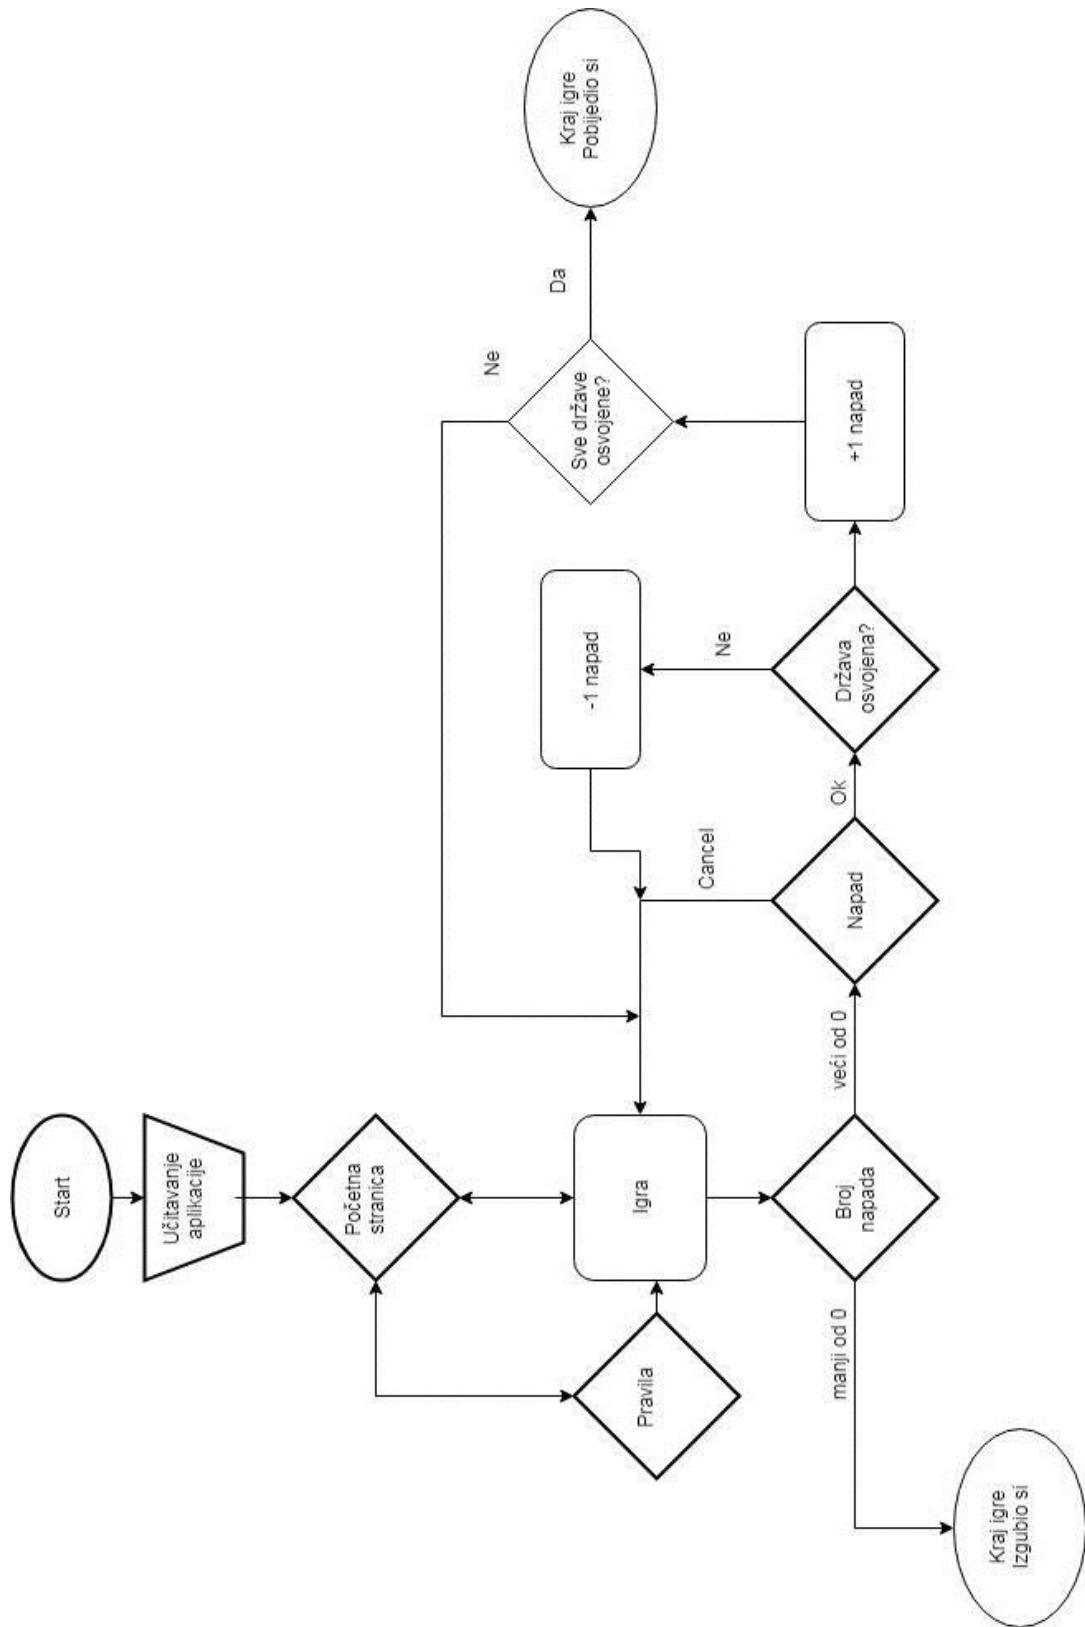 Start
Učitavanje
aplikacije
Početna
stranica
Pravila
Igra
Broj
napada
manji od 0
Kraj igre
Izgubio si
veći od 0
Napad
Cancel
Ok
Država
osvojena?
Ne
-1 napad
+1 napad
Sve države
osvojene?
Ne
Da
Kraj igre
Pobijedio si